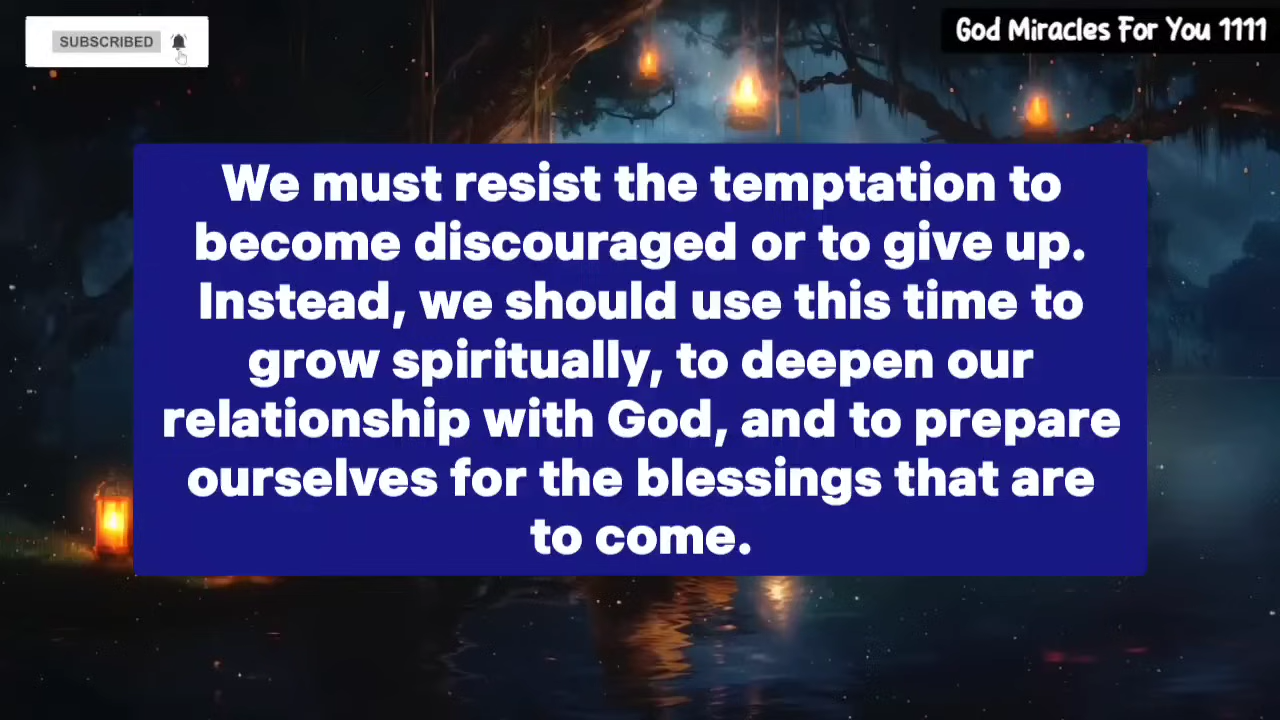 SUBSCRIBED
God Miracles For You 1111
We must resist the temptation to
become discouraged or to give up.
Instead, we should use this time to
grow spiritually, to deepen our
relationship with God, and to prepare
ourselves for the blessings that are
to come.